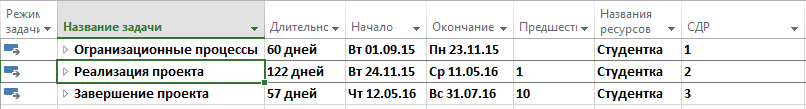 Режим задачи Название задачи Длительнс Начало Окончание Предшест Названия ресурсов СДР
Огранизационные процессы 60 дней Вт 01.09.15 Пн 23.11.15 Студентка 1
Реализация проекта 122 дней Вт 24.11.15 Ср 11.05.16 1 Студентка 2
Завершение проекта 57 дней Чт 12.05.16 Вс 31.07.16 10 Студентка 3